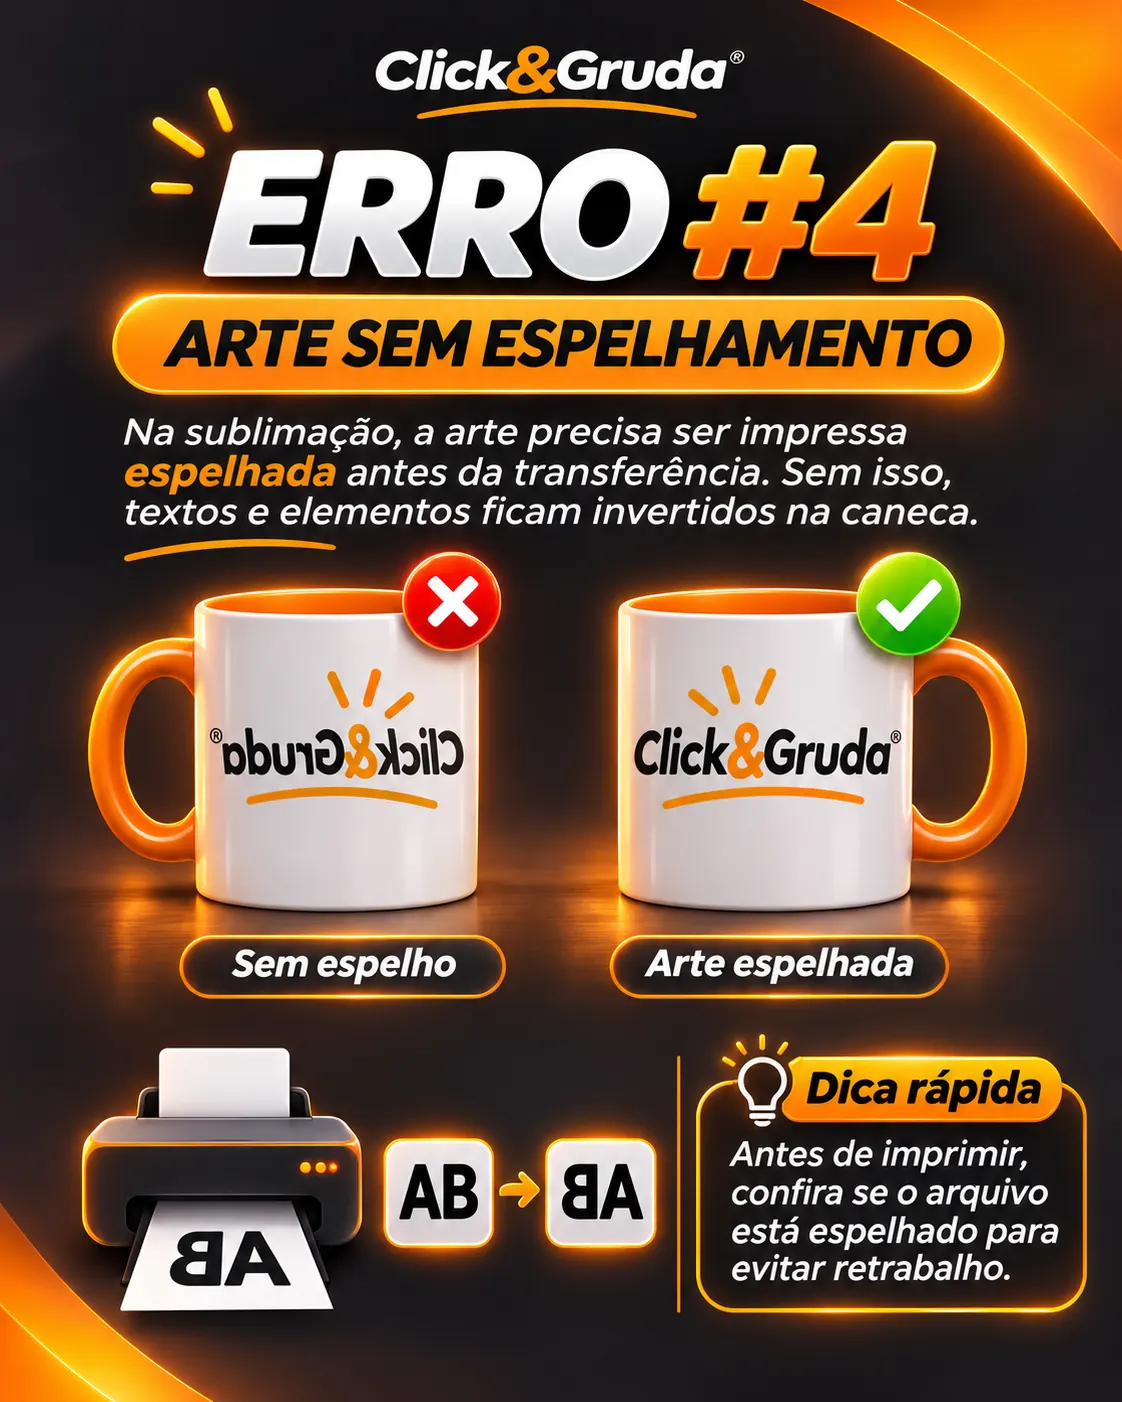 Click&Gruda®
ERRO #4
ARTE SEM ESPELHAMENTO
Na sublimação, a arte precisa ser impressa
espelhada antes da transferência. Sem isso,
textos e elementos ficam invertidos na caneca.
Click&Gruda®
Click&Gruda®
Sem espelho
Arte espelhada
AB
AB
AB
Dica rápida
Antes de imprimir,
confira se o arquivo
está espelhado para
evitar retrabalho.